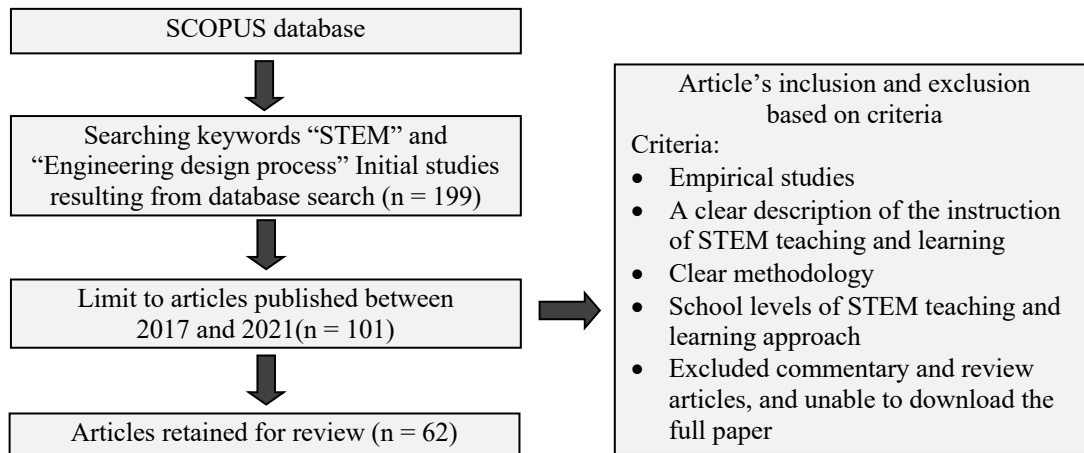 SCOPUS database
Searching keywords “STEM” and
“Engineering design process” Initial studies
resulting from database search (n = 199)
Limit to articles published between
2017 and 2021(n = 101)
Articles retained for review (n = 62)
Article’s inclusion and exclusion
based on criteria
Criteria:
• Empirical studies
• A clear description of the instruction
of STEM teaching and learning
• Clear methodology
• School levels of STEM teaching and
learning approach
• Excluded commentary and review
articles, and unable to download the
full paper